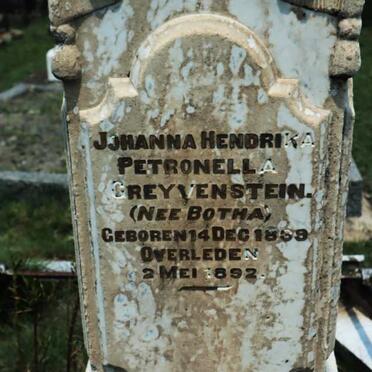 JOHANNA HENDRIKA
PETRONELLA
GREYVENSTEIN.
(NEE BOTHA)
GEBOREN 14 DEC 1859
OVERLEDEN
2 MEI 1892.